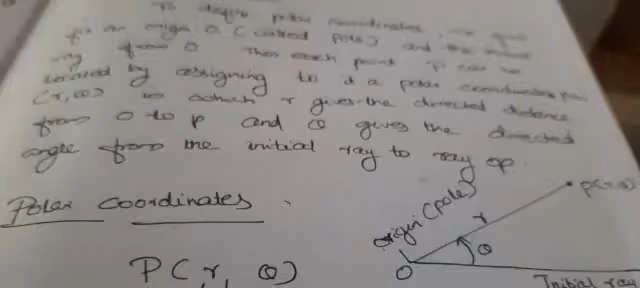 To define polar coordinates, we first
fix an origin O (called pole) and an initial
ray from O. Then each point P can be
located by assigning to it a polar coordinate pair
(r, θ) in which r gives the directed distance
from O to P and θ gives the directed
angle from the initial ray to ray op.
Polar Coordinates .
P(r, θ)
origin (pole)
r
P(r, θ)
θ
O
Initial ray